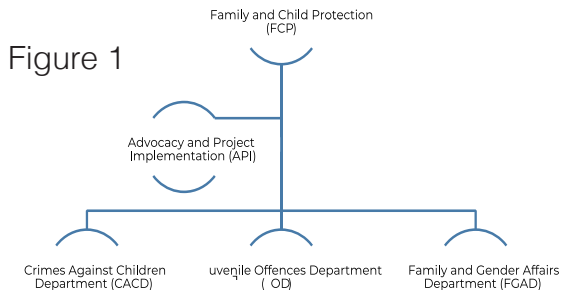 Family and Child Protection
(FCP)
Figure 1
Advocacy and Project
Implementation (API)
Crimes Against Children
Department (CACD)
uvenile Offences Department
( OD)
Family and Gender Affairs
Department (FGAD)